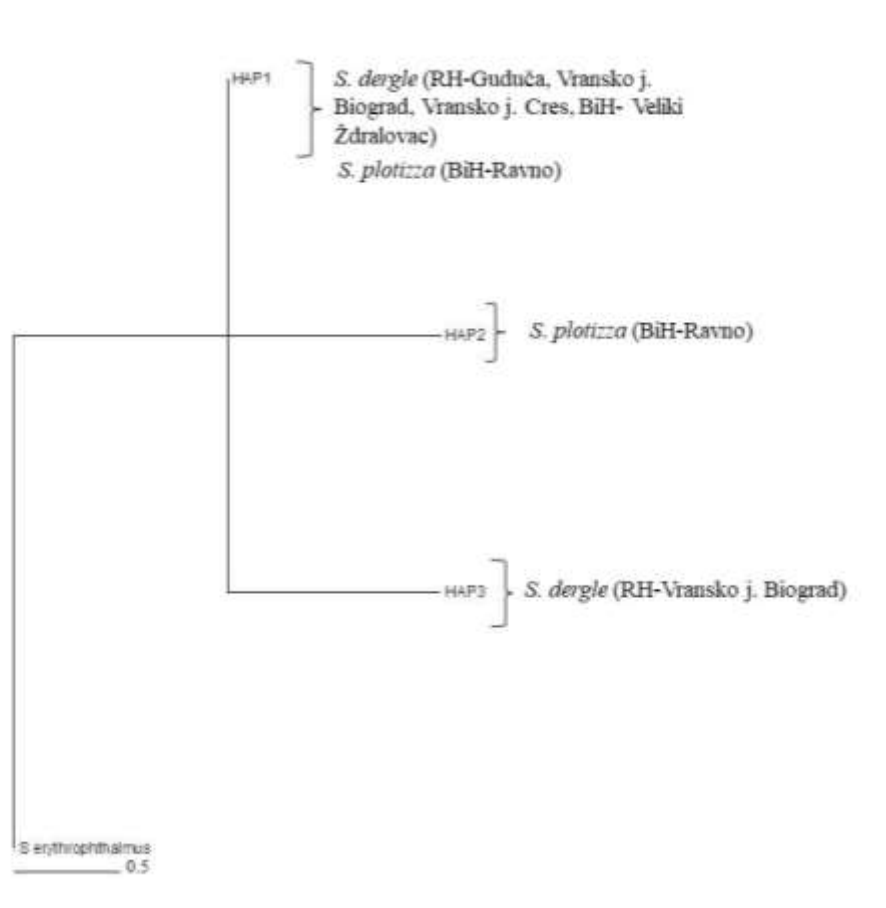 HAP1
S. dergle (RH-Guduča, Vransko j.
Biograd, Vransko j. Cres, BiH- Veliki
Ždralovac)
S. plotizza (BiH-Ravno)
HAP2
S. plotizza (BiH-Ravno)
HAP3
S. dergle (RH-Vransko j. Biograd)
S erythrophthalmus
0.5